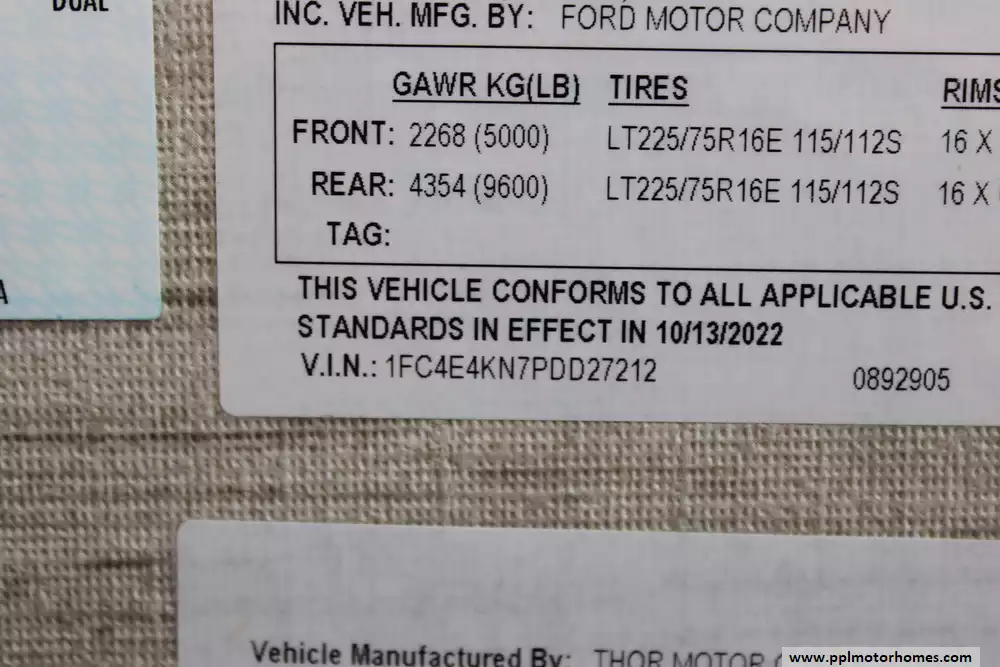 DUAL
A
INC. VEH. MFG. BY: FORD MOTOR COMPANY
GAWR KG(LB) TIRES RIMS
FRONT: 2268 (5000) LT225/75R16E 115/112S 16 X
REAR: 4354 (9600) LT225/75R16E 115/112S 16 X
TAG:
THIS VEHICLE CONFORMS TO ALL APPLICABLE U.S.
STANDARDS IN EFFECT IN 10/13/2022
V.I.N.: 1FC4E4KN7PDD27212 0892905
Vehicle Manufactured By: THOR MOTOR
www.pplmotorhomes.com